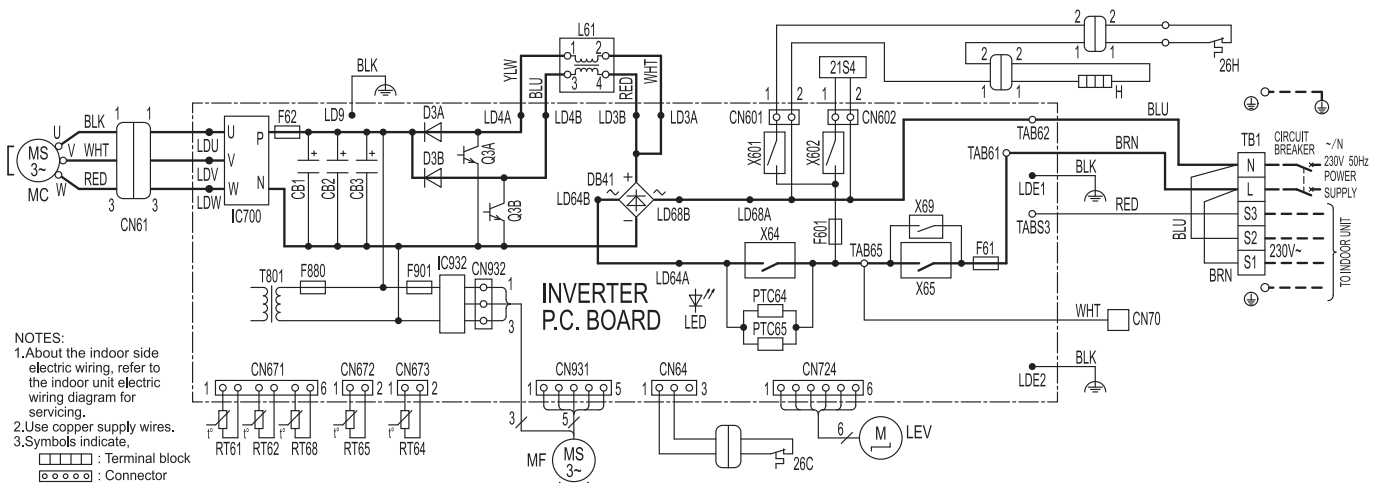 L61
1 2
3 4
YLW
BLU
RED
WHT
BLK
LD9
D3A
D3B
Q3A
Q3B
LD4A
LD4B
LD3B
LD3A
21S4
1 2
CN601
1 2
CN602
X601
X602
2 2
1 1
26H
2 2
1 1
H
BLU
TAB62
TAB61
BRN
TB1
CIRCUIT
BREAKER
~/N
230V 50Hz
POWER
SUPPLY
N
L
S3
S2
S1
230V~
TO INDOOR UNIT
BLU
BRN
BLK
LDE1
RED
TABS3
MS
3~
MC
U
V
W
BLK
WHT
RED
1 1
3 3
CN61
LDU
LDV
LDW
U
V
W
P
N
IC700
F62
CB1
CB2
CB3
+
+
+
DB41
+
−
~
~
LD64B
LD68B
LD68A
F601
X69
X64
TAB65
X65
F61
LD64A
PTC64
PTC65
LED
INVERTER
P.C. BOARD
T801
F880
F901
IC932
CN932
1
3
WHT
CN70
BLK
LDE2
NOTES:
1.About the indoor side
electric wiring, refer to
the indoor unit electric
wiring diagram for
servicing.
2.Use copper supply wires.
3.Symbols indicate,
: Terminal block
: Connector
CN671
1 6
CN672
1 2
CN673
1 2
t°
t°
t°
t°
t°
RT61
RT62
RT68
RT65
RT64
CN931
1 5
3
5
MF
MS
3~
CN64
1 3
26C
CN724
1 6
6
M
LEV